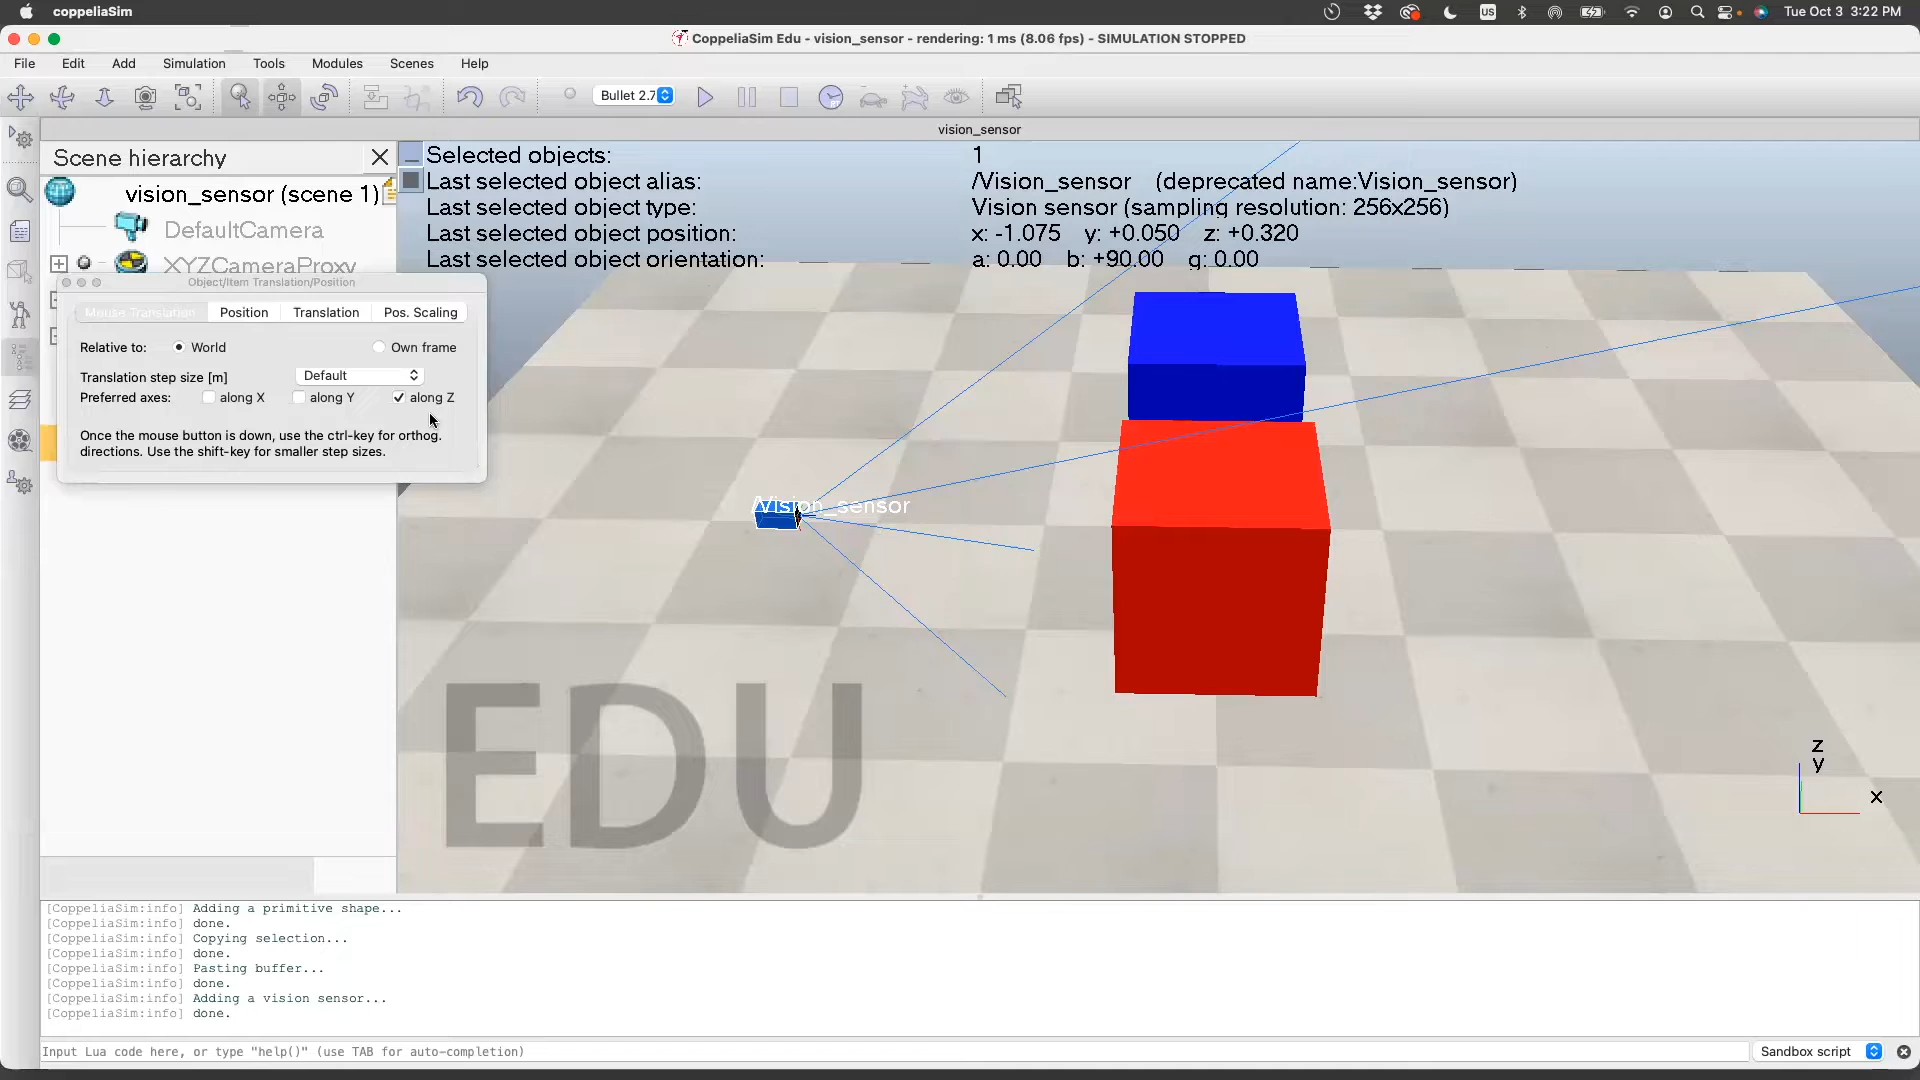 coppeliaSim
US
Tue Oct 3 3:22 PM
CoppeliaSim Edu - vision_sensor - rendering: 1 ms (8.06 fps) - SIMULATION STOPPED
File Edit Add Simulation Tools Modules Scenes Help
Bullet 2.7
RT
vision_sensor
Scene hierarchy
vision_sensor (scene 1)
DefaultCamera
XYZCameraProxy
Selected objects: 1
Last selected object alias: /Vision_sensor (deprecated name:Vision_sensor)
Last selected object type: Vision sensor (sampling resolution: 256x256)
Last selected object position: x: -1.075 y: +0.050 z: +0.320
Last selected object orientation: a: 0.00 b: +90.00 g: 0.00
Object/Item Translation/Position
Mouse Translation Position Translation Pos. Scaling
Relative to: World Own frame
Translation step size [m] Default
Preferred axes: along X along Y along Z
Once the mouse button is down, use the ctrl-key for orthog.
directions. Use the shift-key for smaller step sizes.
/Vision_sensor
EDU
z
y
x
[CoppeliaSim:info] Adding a primitive shape...
[CoppeliaSim:info] done.
[CoppeliaSim:info] Copying selection...
[CoppeliaSim:info] done.
[CoppeliaSim:info] Pasting buffer...
[CoppeliaSim:info] done.
[CoppeliaSim:info] Adding a vision sensor...
[CoppeliaSim:info] done.
Input Lua code here, or type "help()" (use TAB for auto-completion)
Sandbox script